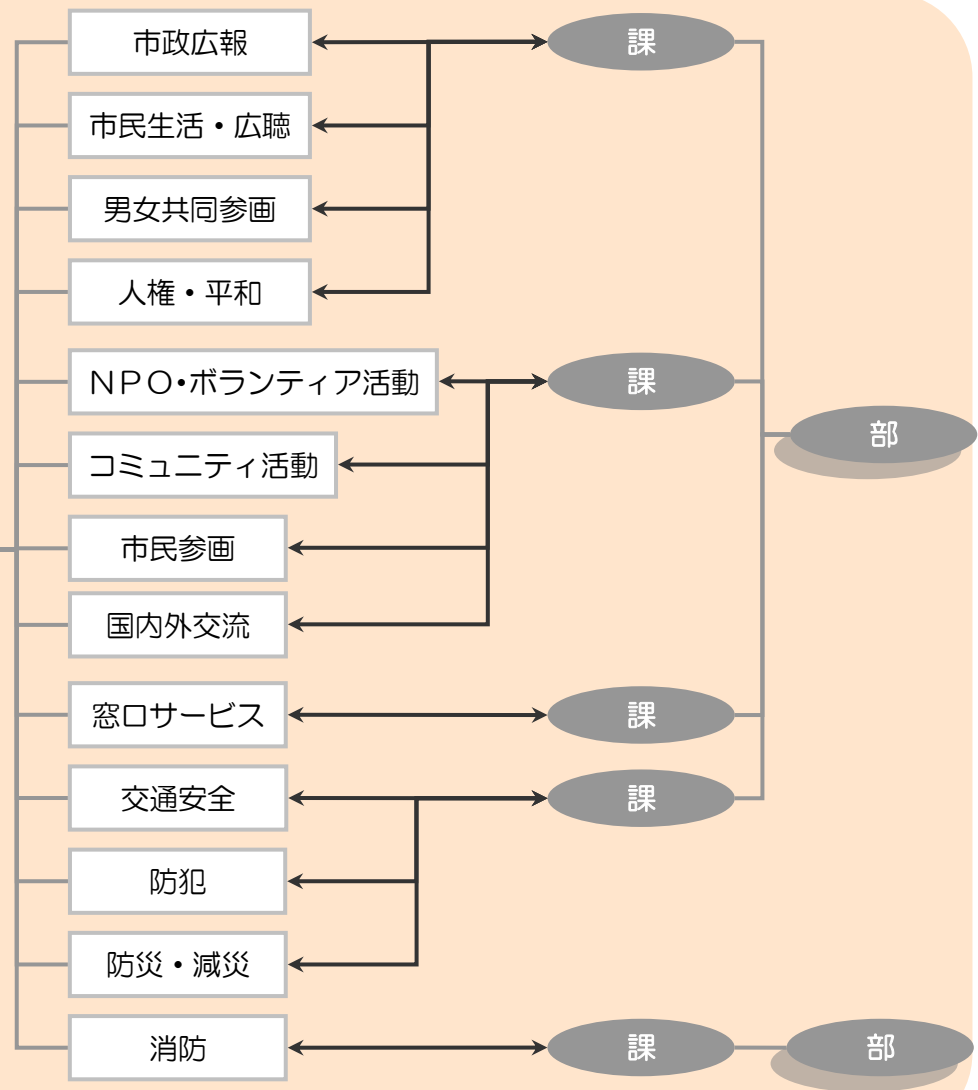 市政広報
課
市民生活・広聴
男女共同参画
人権・平和
NPO・ボランティア活動
課
部
コミュニティ活動
市民参画
国内外交流
窓口サービス
課
交通安全
課
防犯
防災・減災
消防
課
部